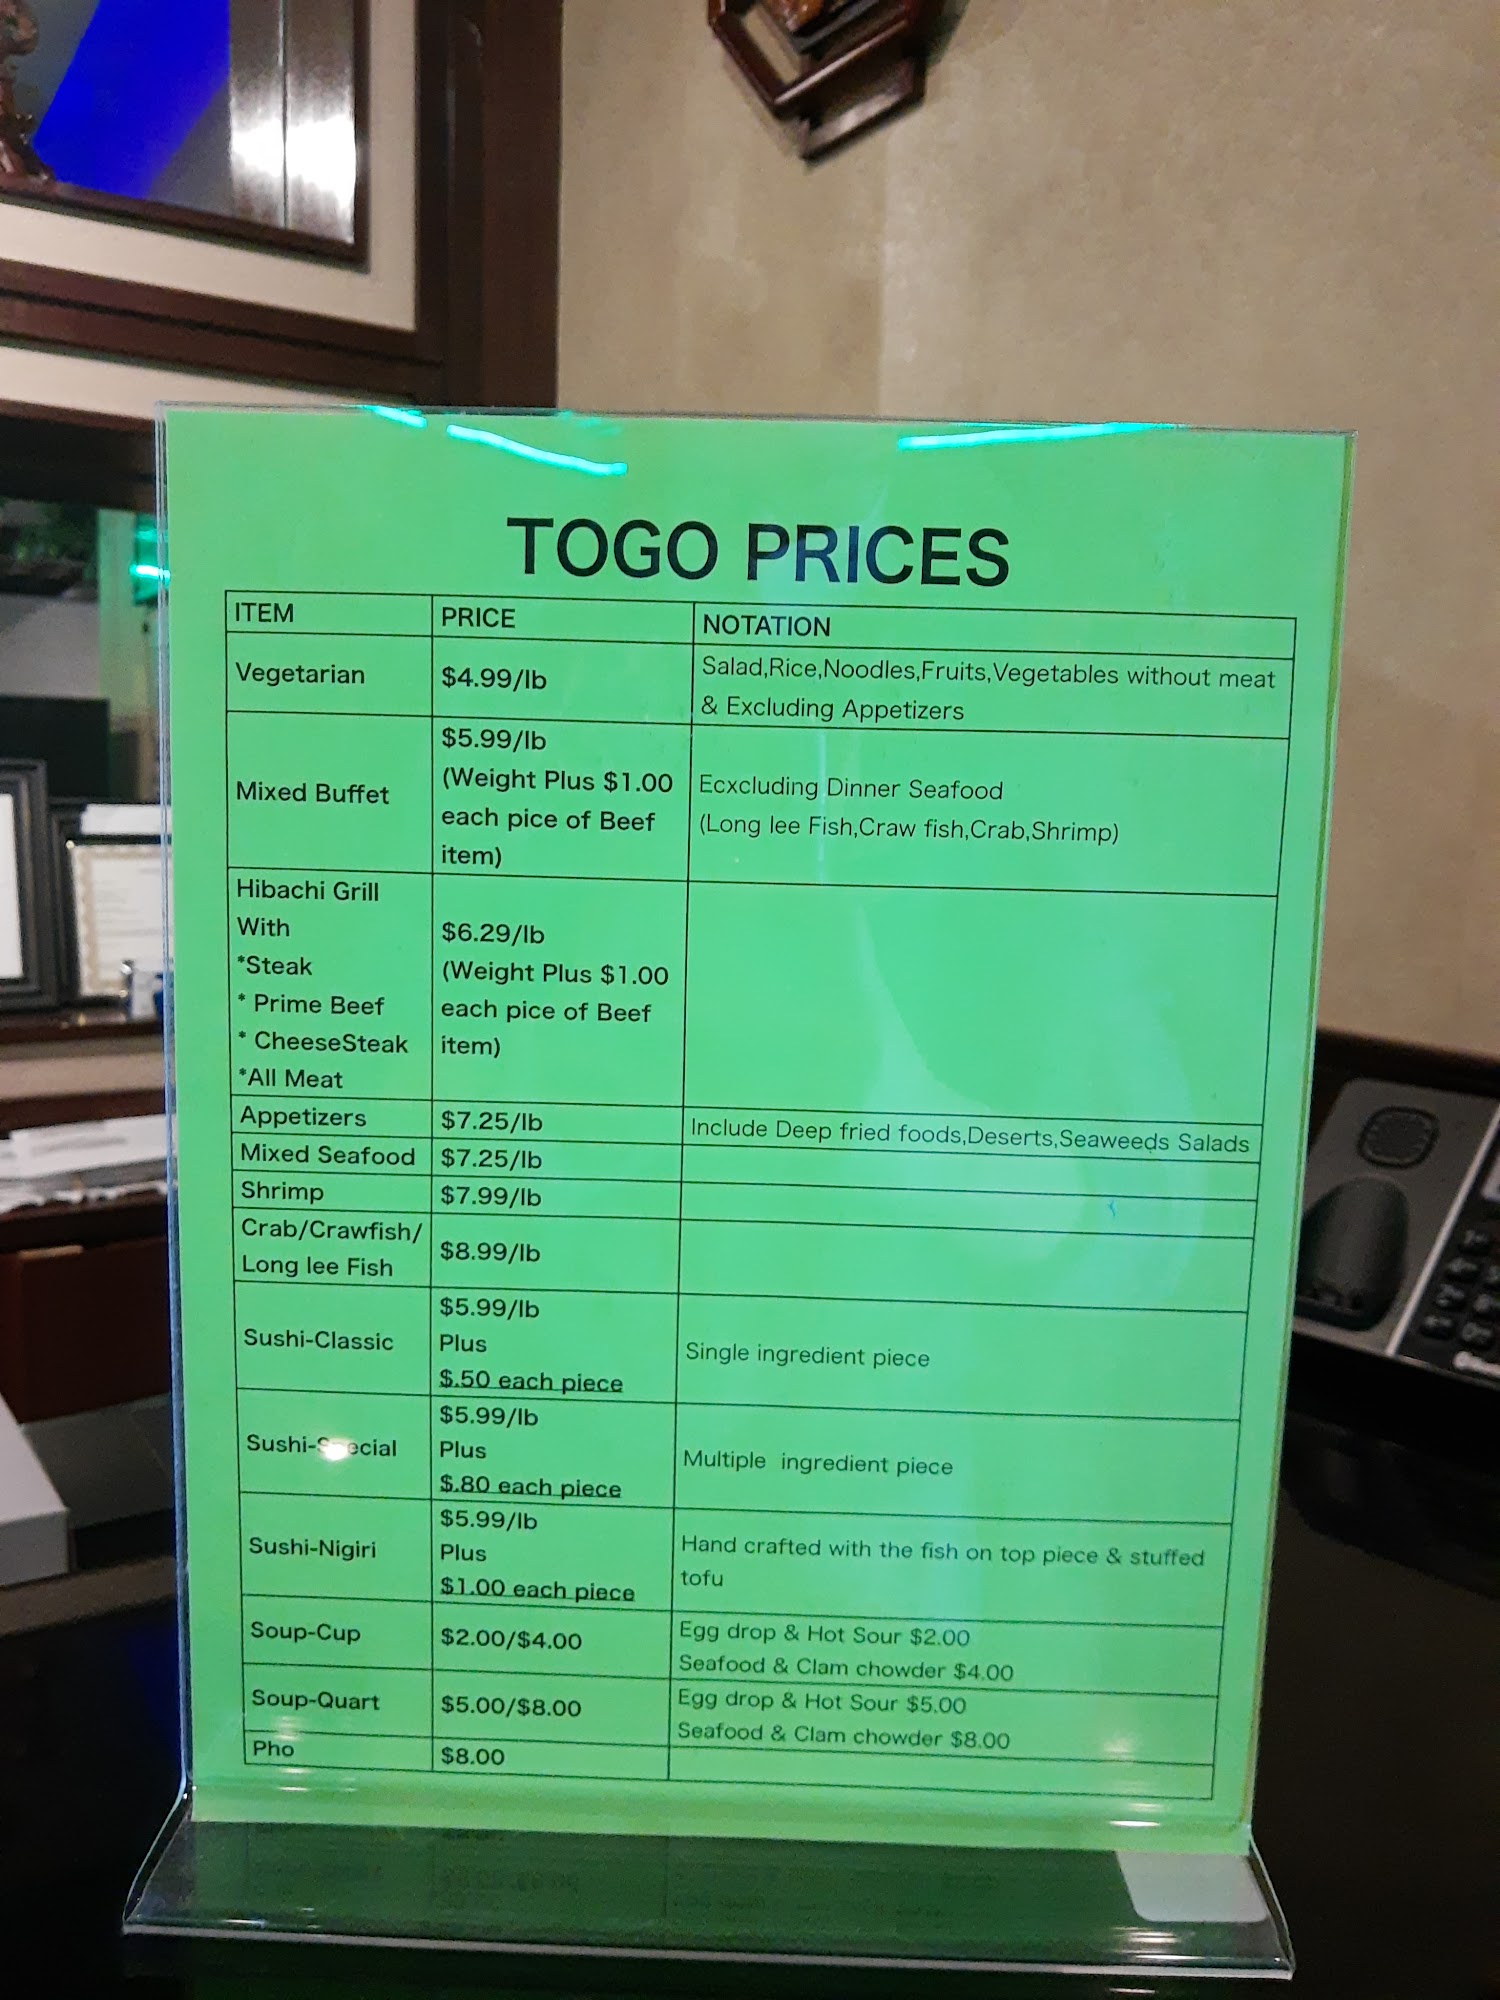 TOGO PRICES
ITEM PRICE NOTATION
Vegetarian $4.99/lb Salad,Rice,Noodles,Fruits,Vegetables without meat
& Excluding Appetizers
Mixed Buffet
$5.99/lb
(Weight Plus $1.00
each pice of Beef
item)
Ecxcluding Dinner Seafood
(Long lee Fish,Craw fish,Crab,Shrimp)
Hibachi Grill
With
*Steak
* Prime Beef
* CheeseSteak
*All Meat
$6.29/lb
(Weight Plus $1.00
each pice of Beef
item)
Appetizers $7.25/lb Include Deep fried foods,Deserts,Seaweeds Salads
Mixed Seafood $7.25/lb
Shrimp $7.99/lb
Crab/Crawfish/
Long lee Fish
$8.99/lb
Sushi-Classic
$5.99/lb
Plus
$.50 each piece
Single ingredient piece
Sushi-Special
$5.99/lb
Plus
$.80 each piece
Multiple ingredient piece
Sushi-Nigiri
$5.99/lb
Plus
$1.00 each piece
Hand crafted with the fish on top piece & stuffed
tofu
Soup-Cup $2.00/$4.00 Egg drop & Hot Sour $2.00
Seafood & Clam chowder $4.00
Soup-Quart $5.00/$8.00 Egg drop & Hot Sour $5.00
Seafood & Clam chowder $8.00
Pho $8.00